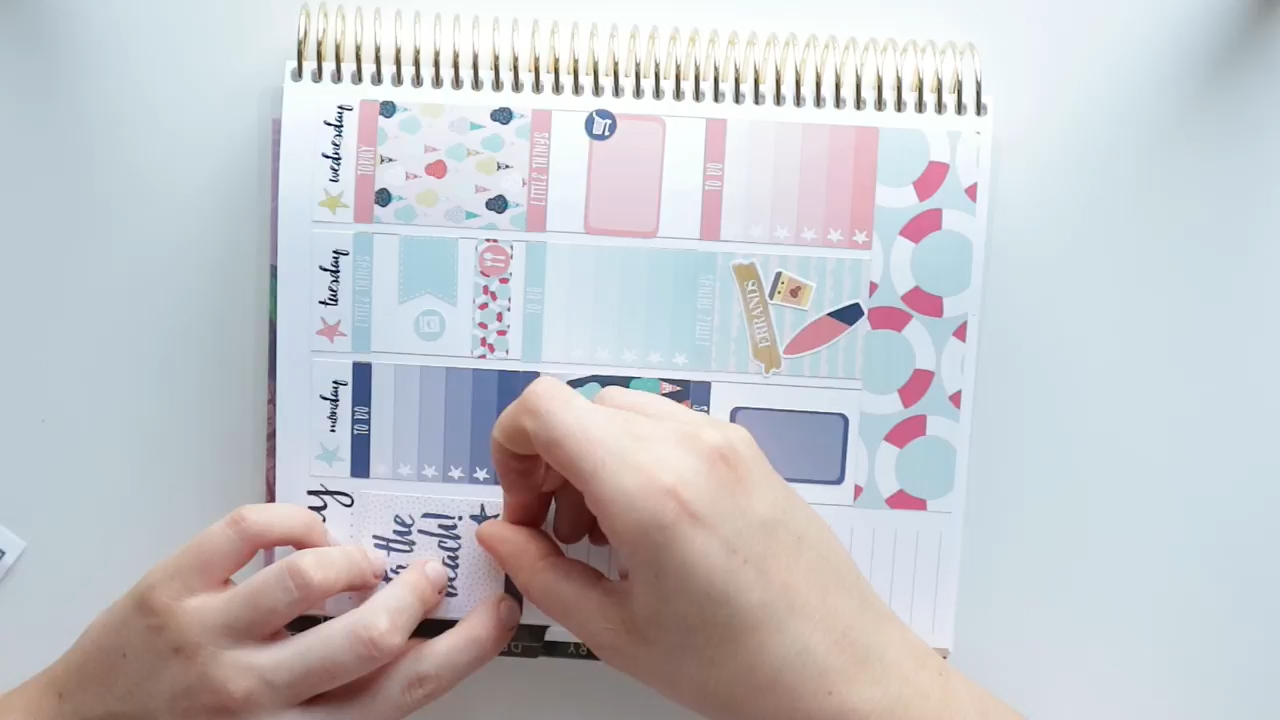 wednesday
TODAY
LITTLE THINGS
TO DO
tuesday
LITTLE THINGS
TO DO
LITTLE THINGS
ERRANDS
monday
TO DO
S
y
to the
beach!